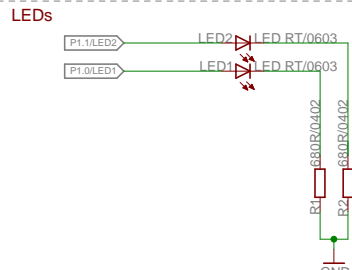 LEDs
P1.1/LED2
LED2
LED RT/0603
P1.0/LED1
LED1
LED RT/0603
680R/0402
680R/0402
R1
R2
GND